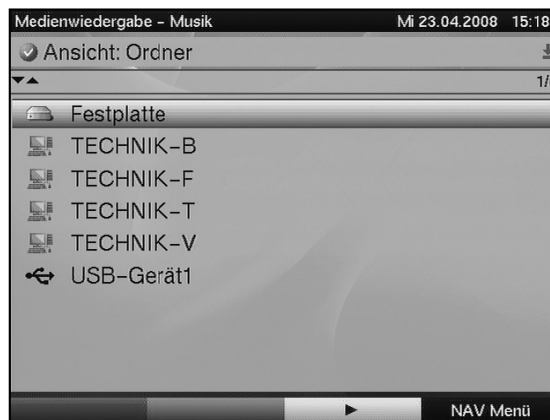 Medienwiedergabe – Musik Mi 23.04.2008 15:18
Ansicht: Ordner
Festplatte
TECHNIK–B
TECHNIK–F
TECHNIK–T
TECHNIK–V
USB–Gerät1
NAV Menü